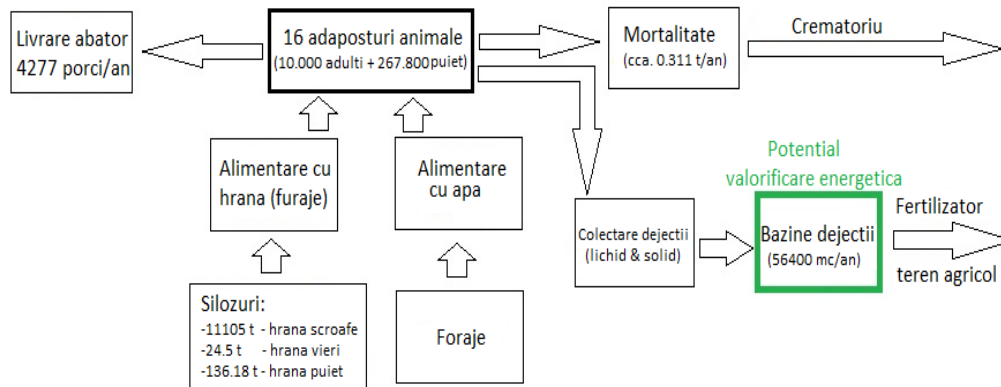 Livrare abator
4277 porci/an
16 adaposturi animale
(10.000 adulti + 267.800 puiet)
Mortalitate
(cca. 0.311 t/an)
Crematoriu
Alimentare cu
hrana (furaje)
Alimentare
cu apa
Potential
valorificare energetica
Colectare dejectii
(lichid & solid)
Bazine dejectii
(56400 mc/an)
Fertilizator
teren agricol
Silozuri:
-11105 t - hrana scroafe
-24.5 t - hrana vieri
-136.18 t - hrana puiet
Foraje